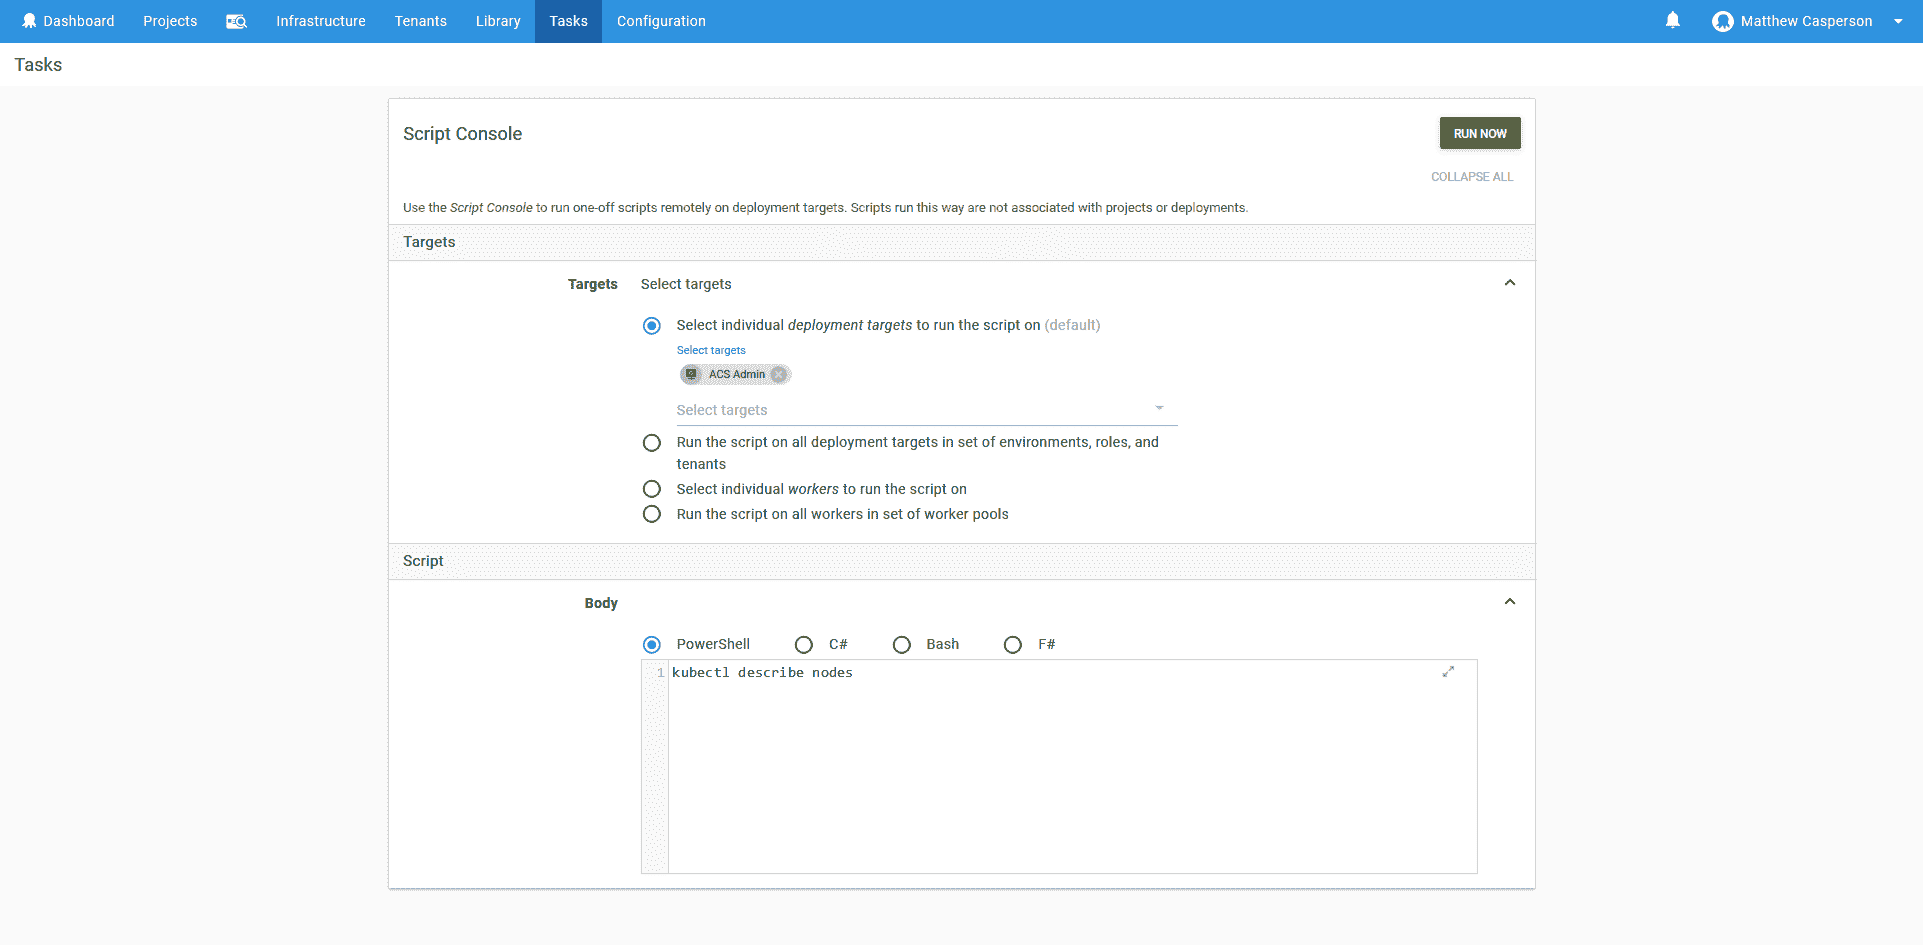 Dashboard Projects Infrastructure Tenants Library Tasks Configuration Matthew Casperson
Tasks
Script Console
RUN NOW
COLLAPSE ALL
Use the Script Console to run one-off scripts remotely on deployment targets. Scripts run this way are not associated with projects or deployments.
Targets
Targets Select targets
Select individual deployment targets to run the script on (default)
Select targets
ACS Admin
Select targets
Run the script on all deployment targets in set of environments, roles, and
tenants
Select individual workers to run the script on
Run the script on all workers in set of worker pools
Script
Body
PowerShell C# Bash F#
1 kubectl describe nodes